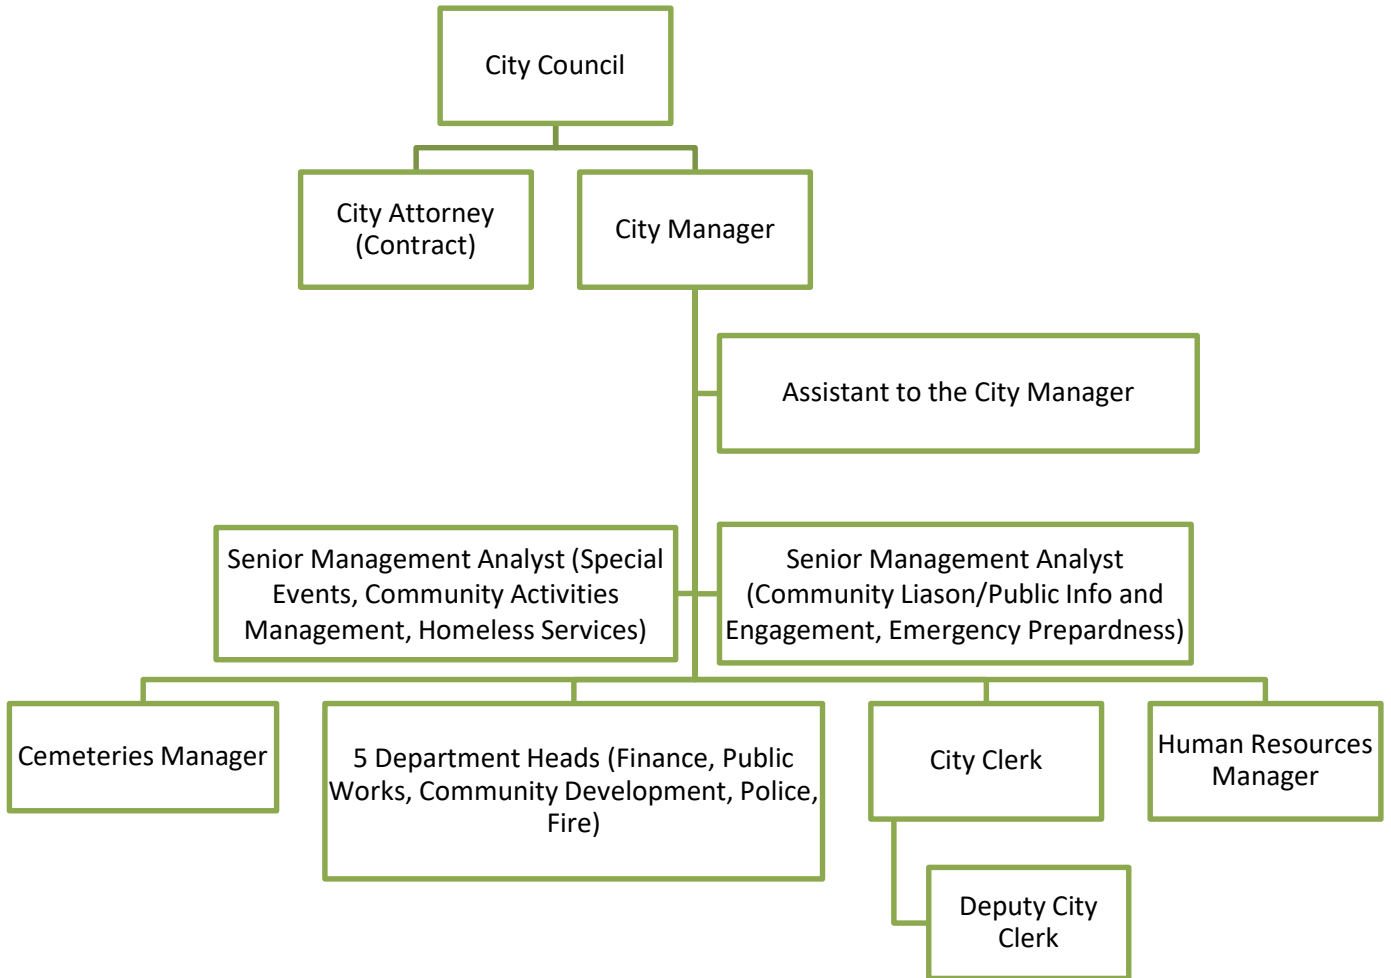 City Council
City Attorney
(Contract)
City Manager
Assistant to the City Manager
Senior Management Analyst (Special
Events, Community Activities
Management, Homeless Services)
Senior Management Analyst
(Community Liason/Public Info and
Engagement, Emergency Prepardness)
Cemeteries Manager
5 Department Heads (Finance, Public
Works, Community Development, Police,
Fire)
City Clerk
Human Resources
Manager
Deputy City
Clerk